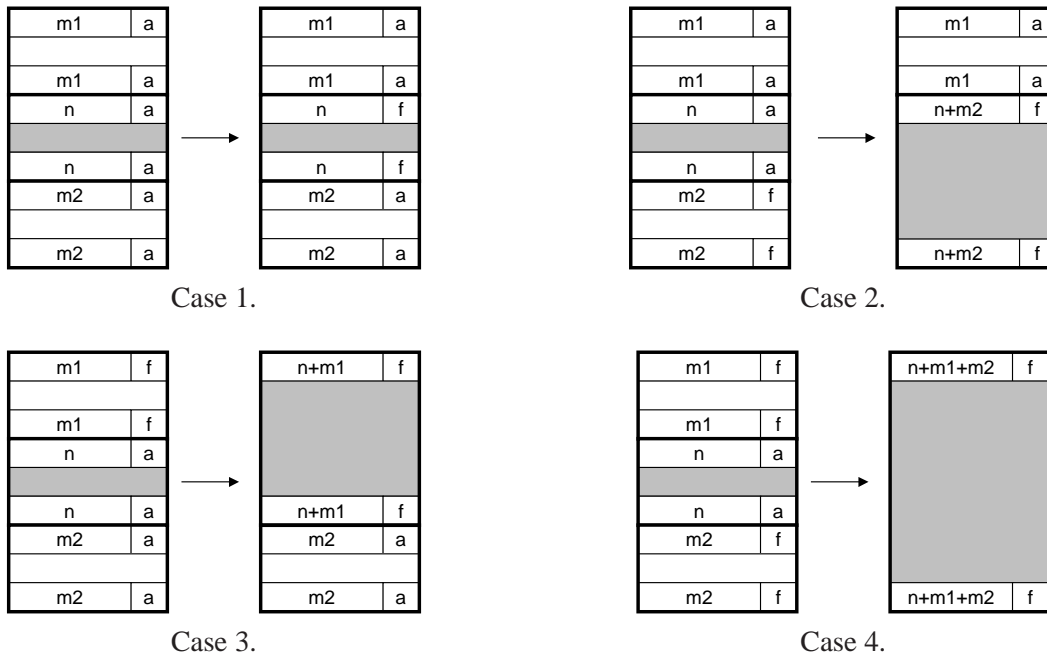 m1 a
m1 a
n a
n a
m2 a
m2 a
m1 a
m1 a
n f
n f
m2 a
m2 a
Case 1.
m1 a
m1 a
n a
n a
m2 f
m2 f
m1 a
m1 a
n+m2 f
n+m2 f
Case 2.
m1 f
m1 f
n a
n a
m2 a
m2 a
n+m1 f
n+m1 f
m2 a
m2 a
Case 3.
m1 f
m1 f
n a
n a
m2 f
m2 f
n+m1+m2 f
n+m1+m2 f
Case 4.